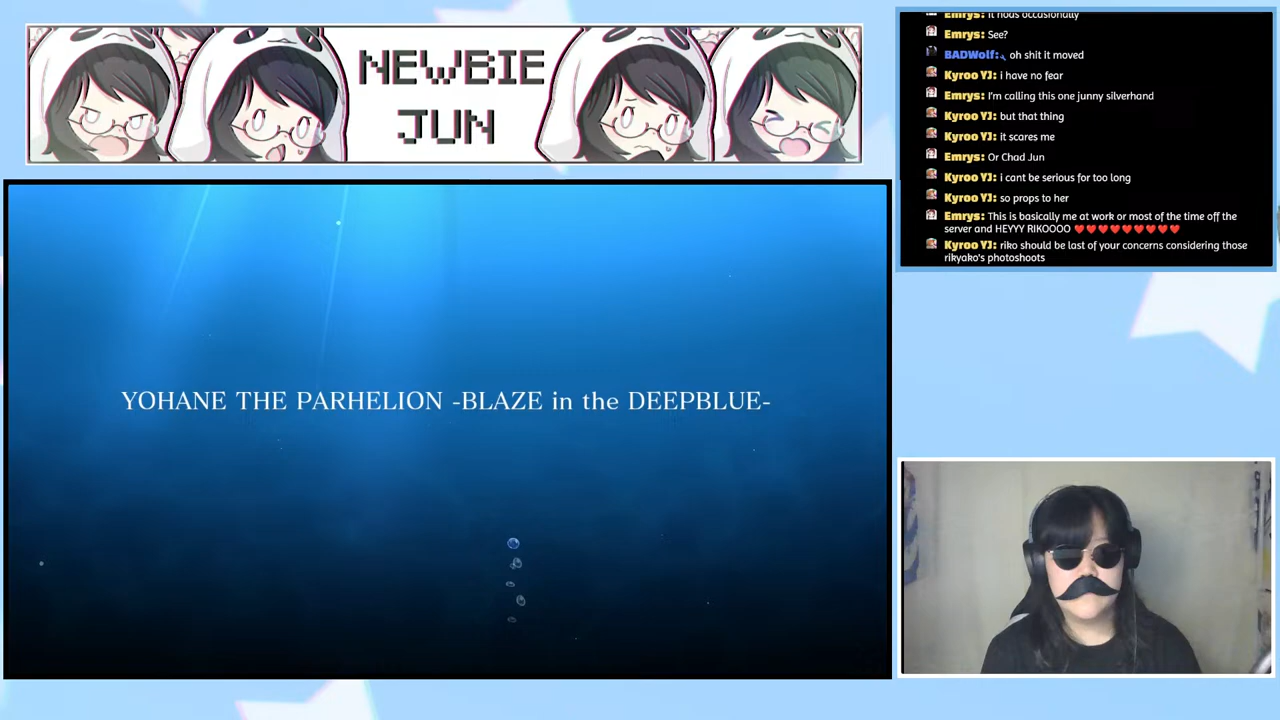 NEWBIE
JUN
Emrys: It nods occasionally
Emrys: See?
BADWolf: oh shit it moved
Kyroo YJ: i have no fear
Emrys: I'm calling this one junny silverhand
Kyroo YJ: but that thing
Kyroo YJ: it scares me
Emrys: Or Chad Jun
Kyroo YJ: i cant be serious for too long
Kyroo YJ: so props to her
Emrys: This is basically me at work or most of the time off the
server and HEYYY RIKOOOO ❤❤❤❤❤❤❤❤❤
Kyroo YJ: riko should be last of your concerns considering those
rikyako's photoshoots
YOHANE THE PARHELION -BLAZE in the DEEPBLUE-